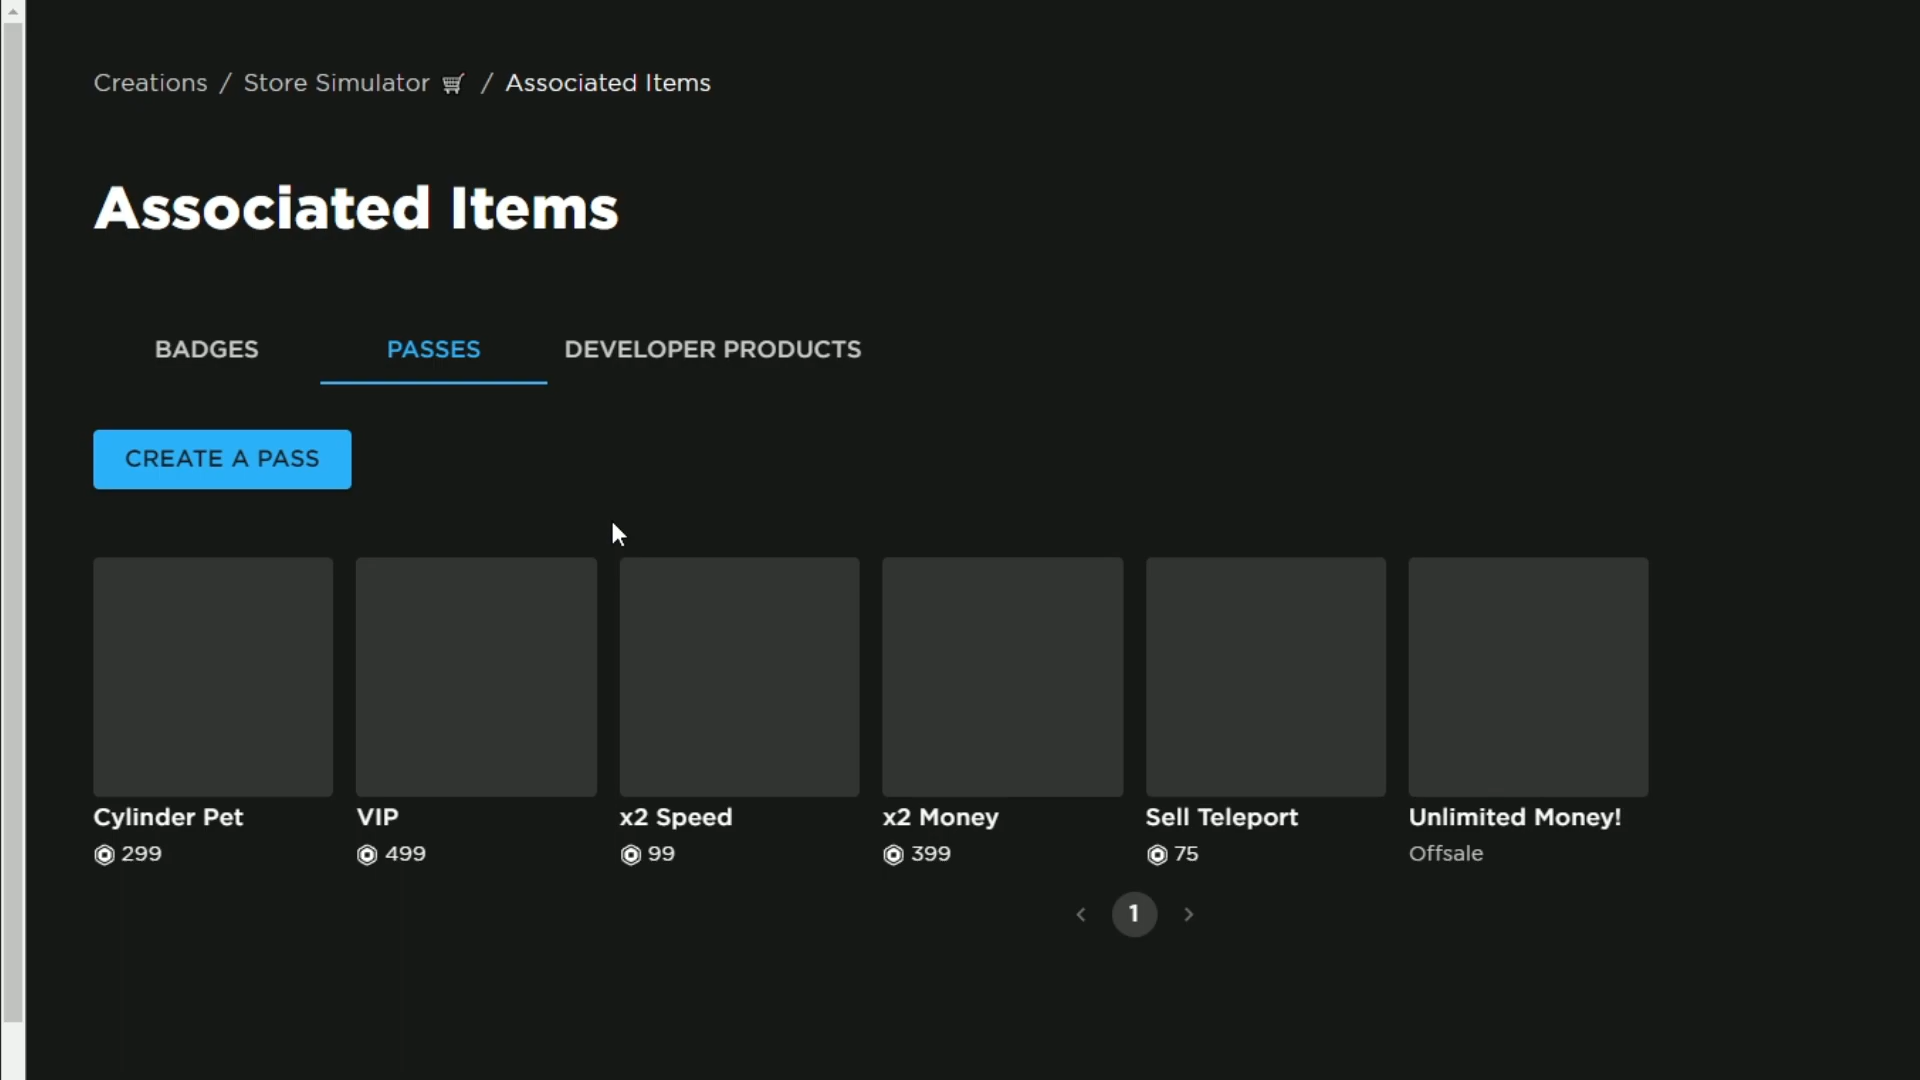 Creations / Store Simulator 🛒 / Associated Items
Associated Items
BADGES PASSES DEVELOPER PRODUCTS
CREATE A PASS
Cylinder Pet VIP x2 Speed x2 Money Sell Teleport Unlimited Money!
299 499 99 399 75 Offsale
< 1 >